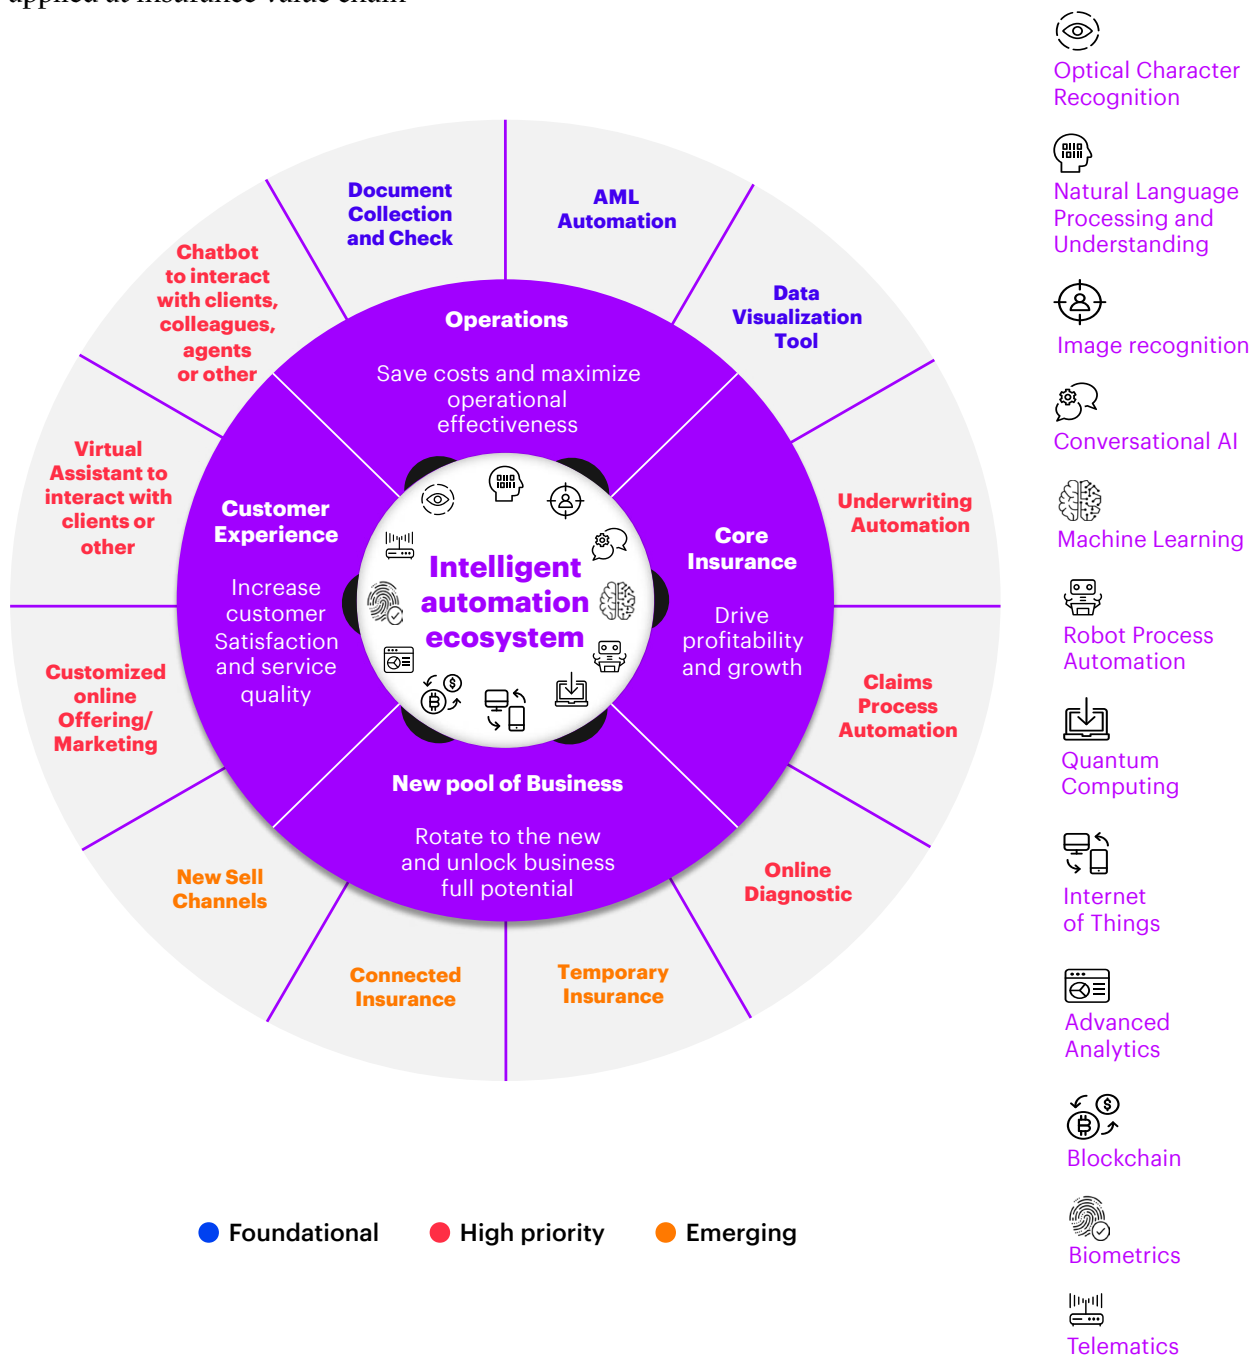 applied at insurance value chain
Document
Collection
and Check
AML
Automation
Data
Visualization
Tool
Chatbot
to interact
with clients,
colleagues,
agents
or other
Virtual
Assistant to
interact with
clients or
other
Customized
online
Offering/
Marketing
New Sell
Channels
Connected
Insurance
Temporary
Insurance
Online
Diagnostic
Claims
Process
Automation
Underwriting
Automation
Operations
Save costs and maximize
operational
effectiveness
Customer
Experience
Increase
customer
Satisfaction
and service
quality
Core
Insurance
Drive
profitability
and growth
New pool of Business
Rotate to the new
and unlock business
full potential
Intelligent
automation
ecosystem
Foundational
High priority
Emerging
Optical Character
Recognition
Natural Language
Processing and
Understanding
Image recognition
Conversational AI
Machine Learning
Robot Process
Automation
Quantum
Computing
Internet
of Things
Advanced
Analytics
Blockchain
Biometrics
Telematics